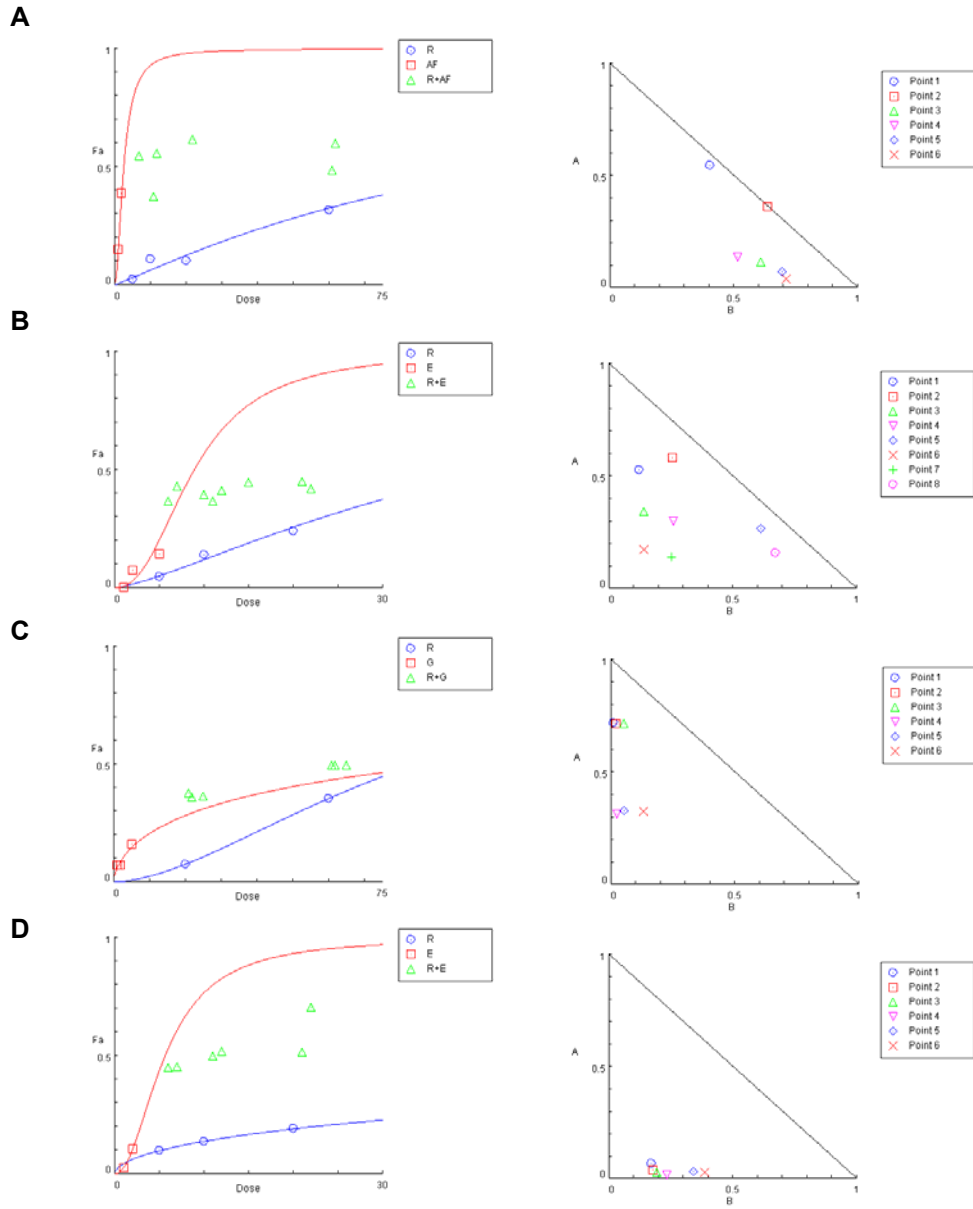 A
1
Fa
0.5
0
0
Dose
75
R
AF
R+AF
1
A
0.5
0
0
0.5
B
1
Point 1
Point 2
Point 3
Point 4
Point 5
Point 6
B
1
Fa
0.5
0
0
Dose
30
R
E
R+E
1
A
0.5
0
0
0.5
B
1
Point 1
Point 2
Point 3
Point 4
Point 5
Point 6
Point 7
Point 8
C
1
Fa
0.5
0
0
Dose
75
R
G
R+G
1
A
0.5
0
0
0.5
B
1
Point 1
Point 2
Point 3
Point 4
Point 5
Point 6
D
1
Fa
0.5
0
0
Dose
30
R
E
R+E
1
A
0.5
0
0
0.5
B
1
Point 1
Point 2
Point 3
Point 4
Point 5
Point 6